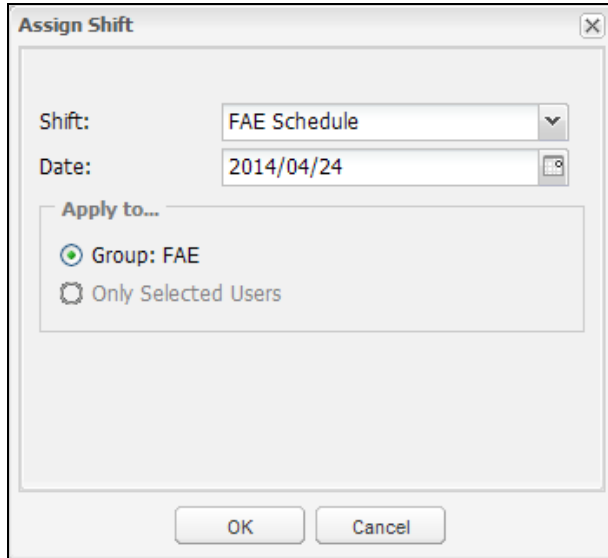 Assign Shift
Shift: FAE Schedule
Date: 2014/04/24
Apply to...
Group: FAE
Only Selected Users
OK Cancel